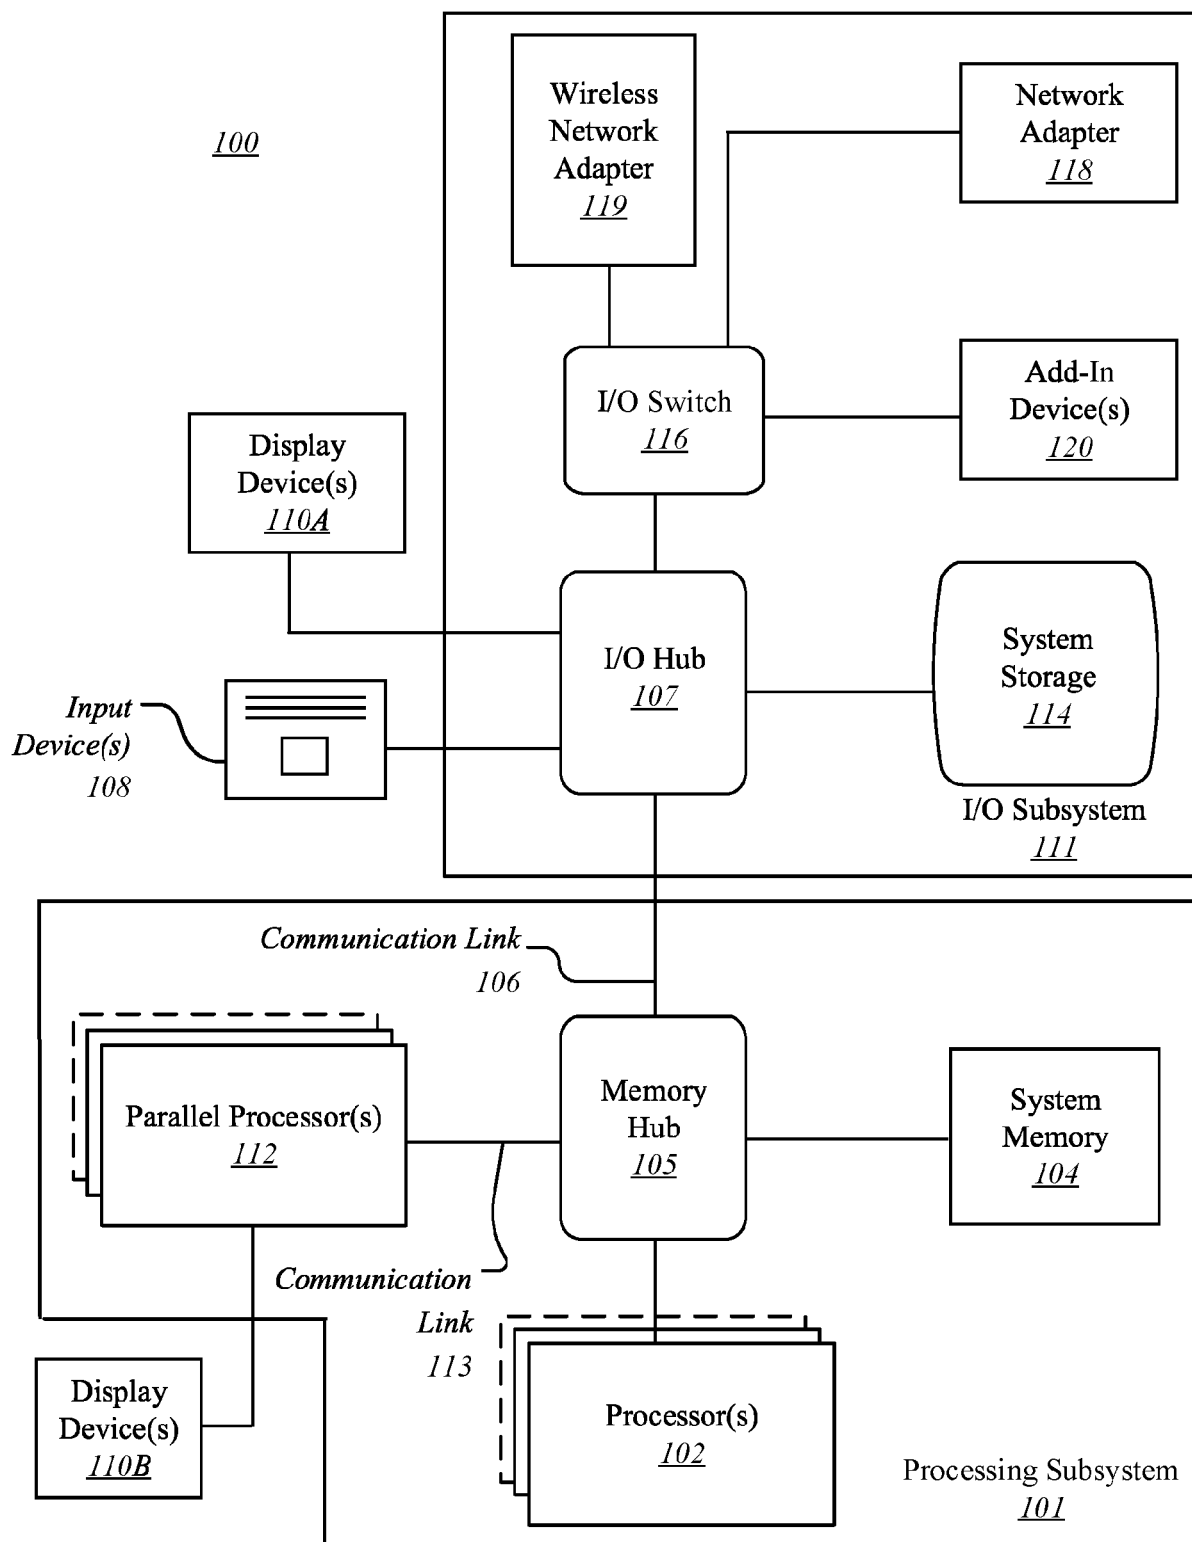 100
Wireless
Network
Adapter
119
Network
Adapter
118
I/O Switch
116
Add-In
Device(s)
120
Display
Device(s)
110A
I/O Hub
107
System
Storage
114
Input
Device(s)
108
I/O Subsystem
111
Communication Link
106
Parallel Processor(s)
112
Memory
Hub
105
System
Memory
104
Communication
Link
113
Display
Device(s)
110B
Processor(s)
102
Processing Subsystem
101